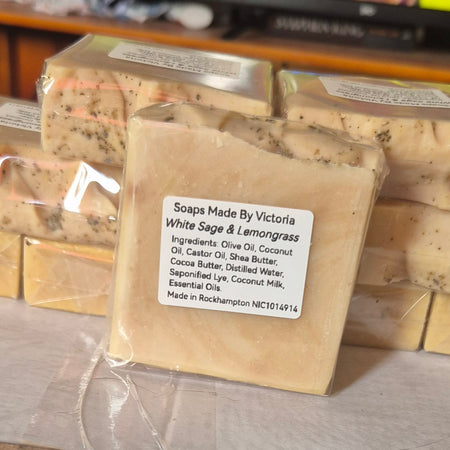 Soaps Made By Victoria
White Sage & Lemongrass
Ingredients: Olive Oil, Coconut
Oil, Castor Oil, Shea Butter,
Cocoa Butter, Distilled Water,
Saponified Lye, Coconut Milk,
Essential Oils.
Made in Rockhampton NIC1014914